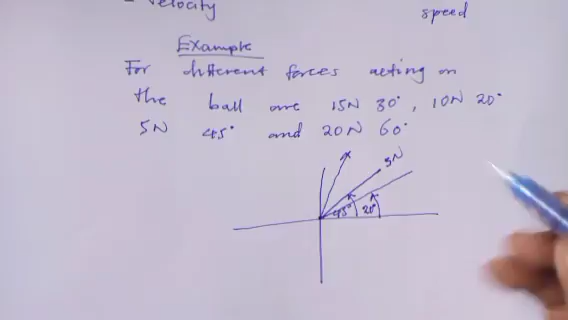 - Velocity
speed
Example
For different forces acting on
the ball are 15N 30°, 10N 20°
5N 45° and 20N 60°
5N
45° 20°